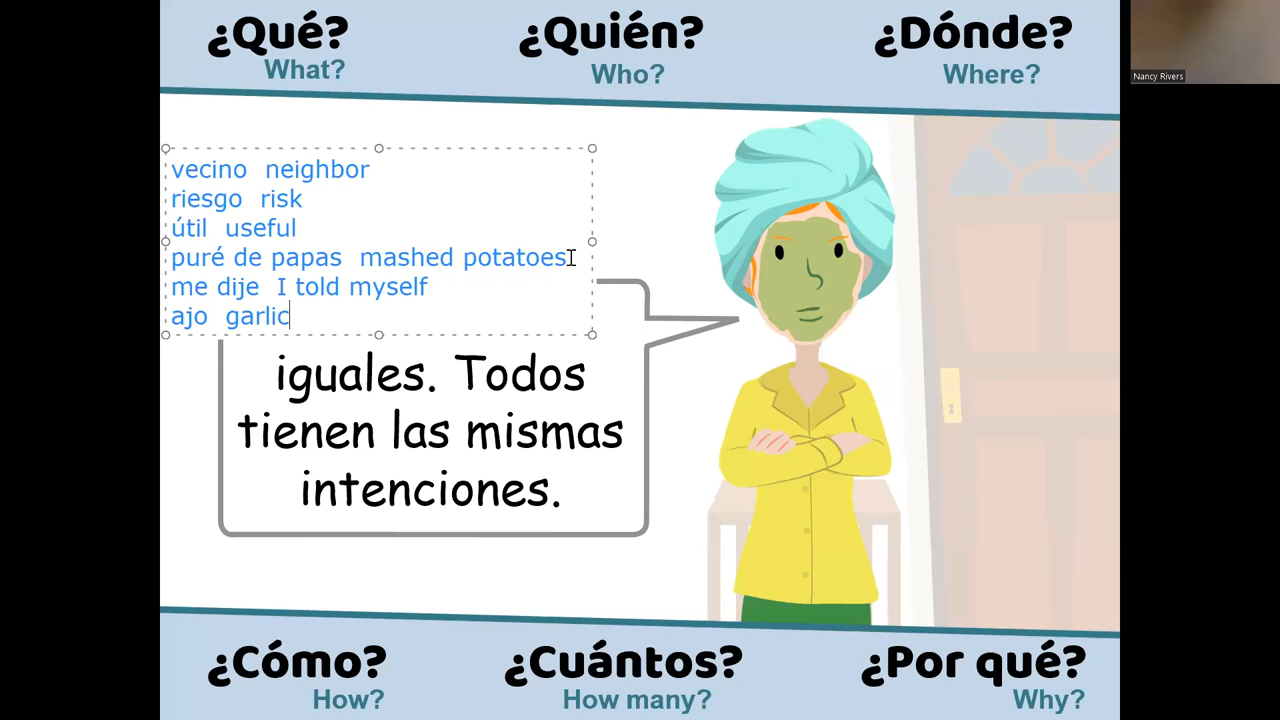 ¿Qué? ¿Quién? ¿Dónde?
What? Who? Where?
Nancy Rivers
vecino neighbor
riesgo risk
útil useful
puré de papas mashed potatoes
me dije I told myself
ajo garlic
iguales. Todos
tienen las mismas
intenciones.
¿Cómo? ¿Cuántos? ¿Por qué?
How? How many? Why?